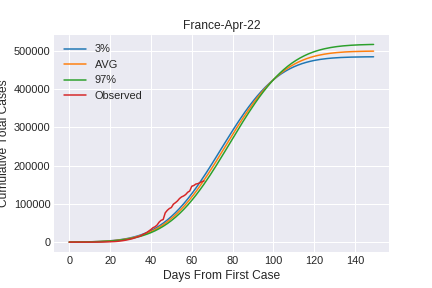 France-Apr-22
500000
400000
300000
200000
100000
0
3%
AVG
97%
Observed
Cumulative Total Cases
0 20 40 60 80 100 120 140
Days From First Case